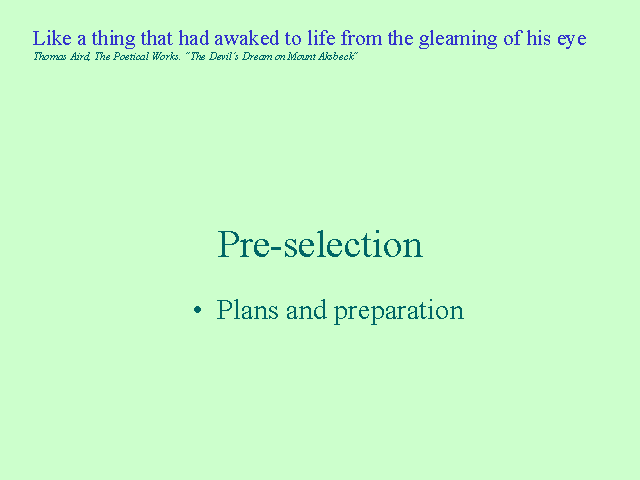 Like a thing that had awaked to life from the gleaming of his eye
Thomas Aird, The Poetical Works. ˝The Devil´s Dream on Mount Aksbeck˝
Pre-selection
• Plans and preparation